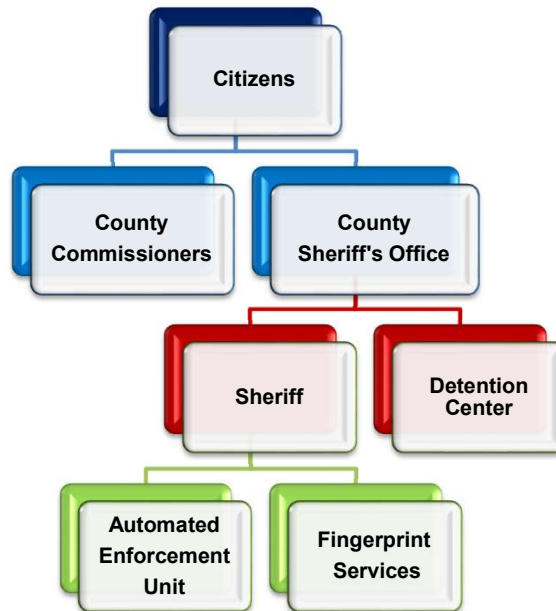 Citizens
County
Commissioners
County
Sheriff's Office
Sheriff
Detention
Center
Automated
Enforcement
Unit
Fingerprint
Services